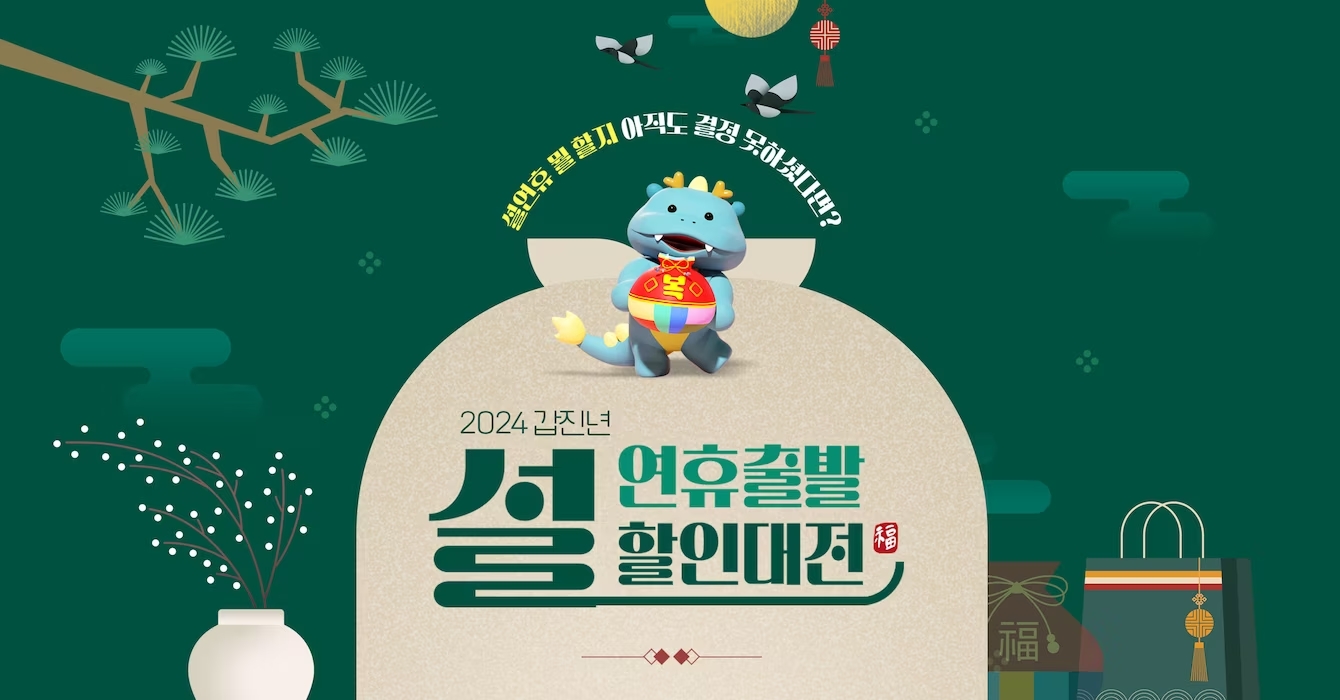 설연휴 뭘 할지 아직도 결정 못하셨다면?
복
2024 갑진년
설 연휴출발
할인대전
福
福